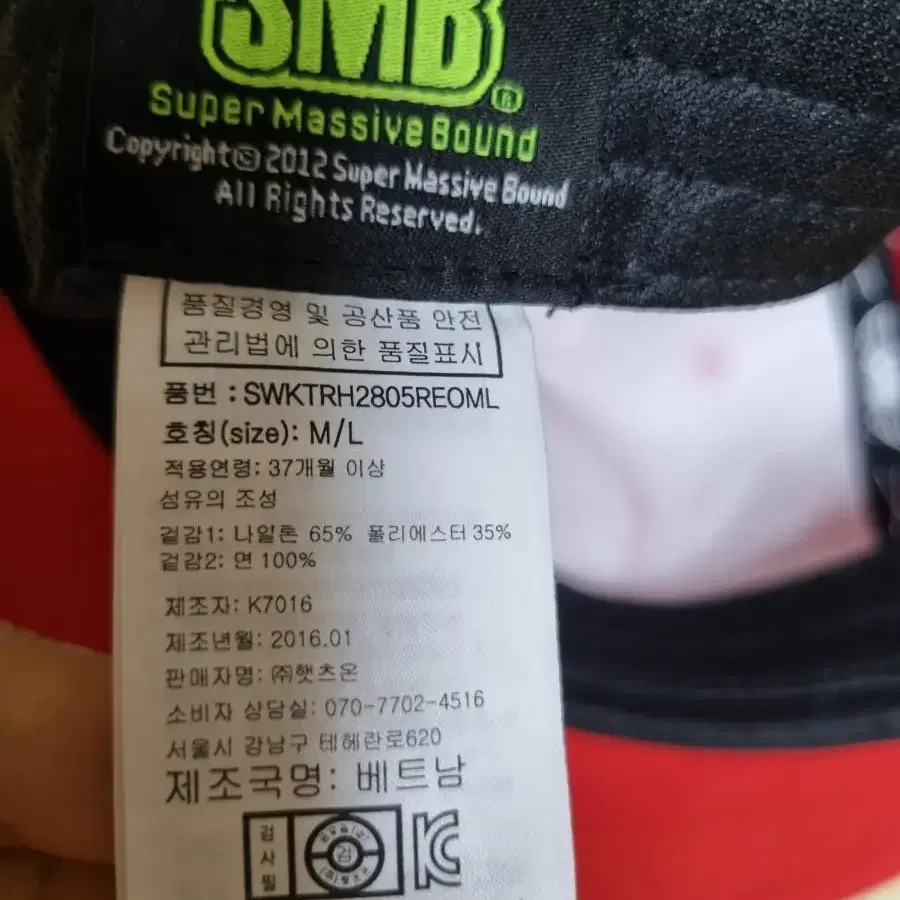 SMB
®
Super Massive Bound
Copyright© 2012 Super Massive Bound
All Rights Reserved.
품질경영 및 공산품 안전
관리법에 의한 품질표시
품번 : SWKTRH2805REOML
호칭(size): M/L
적용연령: 37개월 이상
섬유의 조성
겉감1: 나일론 65% 폴리에스터 35%
겉감2: 면 100%
제조자: K7016
제조년월: 2016.01
판매자명: ㈜햇츠온
소비자 상담실: 070-7702-4516
서울시 강남구 테헤란로620
제조국명: 베트남
검사필
검